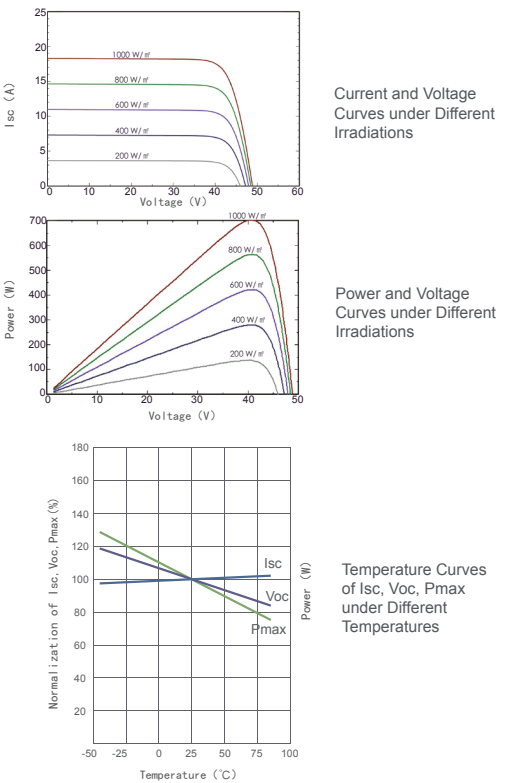 25
20
15
10
5
0
Isc (A)
1000 W/㎡
800 W/㎡
600 W/㎡
400 W/㎡
200 W/㎡
0 10 20 30 40 50 60
Voltage (V)
Current and Voltage
Curves under Different
Irradiations
700
600
500
400
300
200
100
0
Power (W)
1000 W/㎡
800 W/㎡
600 W/㎡
400 W/㎡
200 W/㎡
0 10 20 30 40 50
Voltage (V)
Power and Voltage
Curves under Different
Irradiations
180
160
140
120
100
80
60
40
20
Normalization of Isc, Voc, Pmax(%)
Isc
Voc
Pmax
Power (W)
-50 -25 0 25 50 75 100
Temperature (℃)
Temperature Curves
of Isc, Voc, Pmax
under Different
Temperatures